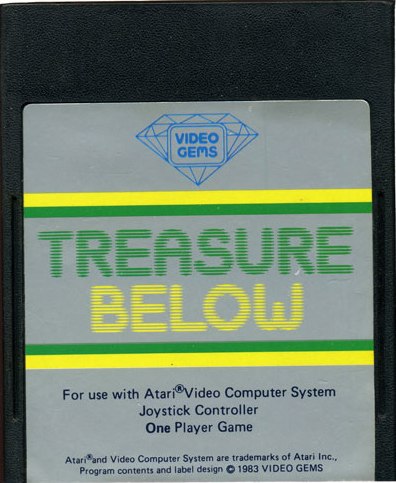 VIDEO
GEMS
TREASURE
BELOW
For use with Atari®Video Computer System
Joystick Controller
One Player Game
Atari®and Video Computer System are trademarks of Atari Inc.,
Program contents and label design © 1983 VIDEO GEMS